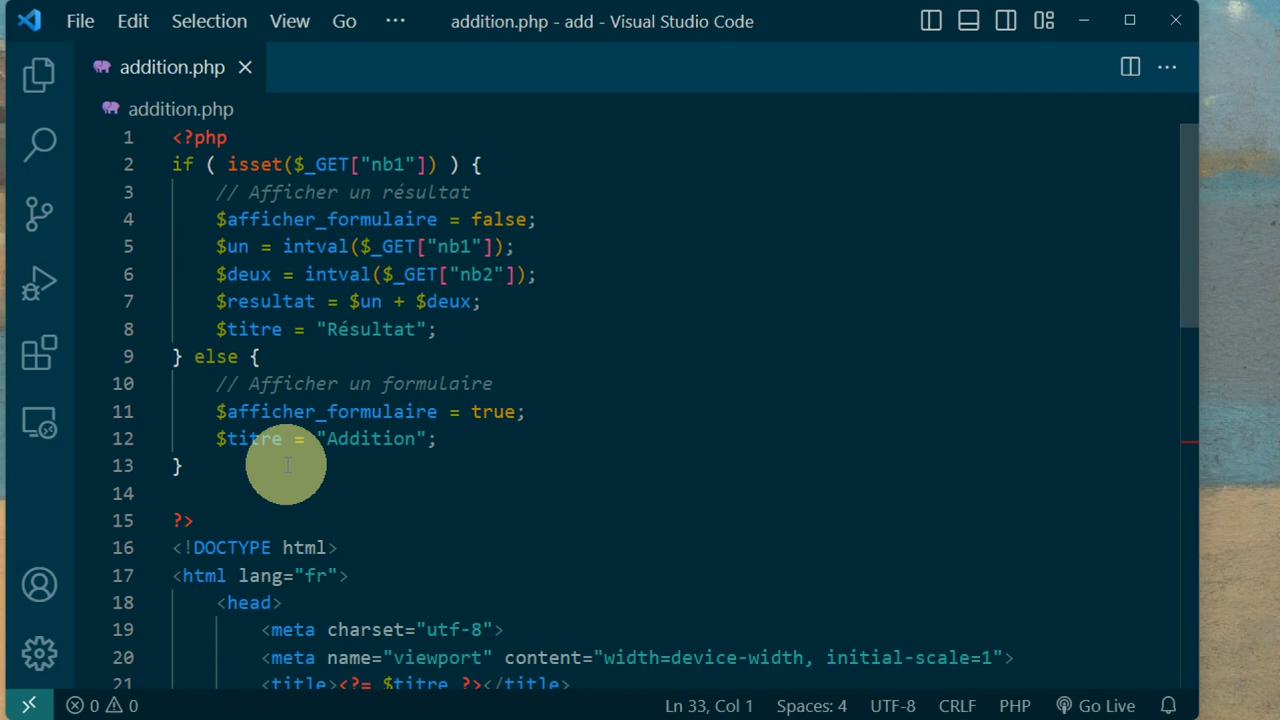 File Edit Selection View Go ··· addition.php - add - Visual Studio Code
addition.php
addition.php
1 <?php
2 if ( isset($_GET["nb1"]) ) {
3 // Afficher un résultat
4 $afficher_formulaire = false;
5 $un = intval($_GET["nb1"]);
6 $deux = intval($_GET["nb2"]);
7 $resultat = $un + $deux;
8 $titre = "Résultat";
9 } else {
10 // Afficher un formulaire
11 $afficher_formulaire = true;
12 $titre = "Addition";
13 }
14
15 ?>
16 <!DOCTYPE html>
17 <html lang="fr">
18 <head>
19 <meta charset="utf-8">
20 <meta name="viewport" content="width=device-width, initial-scale=1">
21 <title><?= $titre ?></title>
0 0 Ln 33, Col 1 Spaces: 4 UTF-8 CRLF PHP Go Live